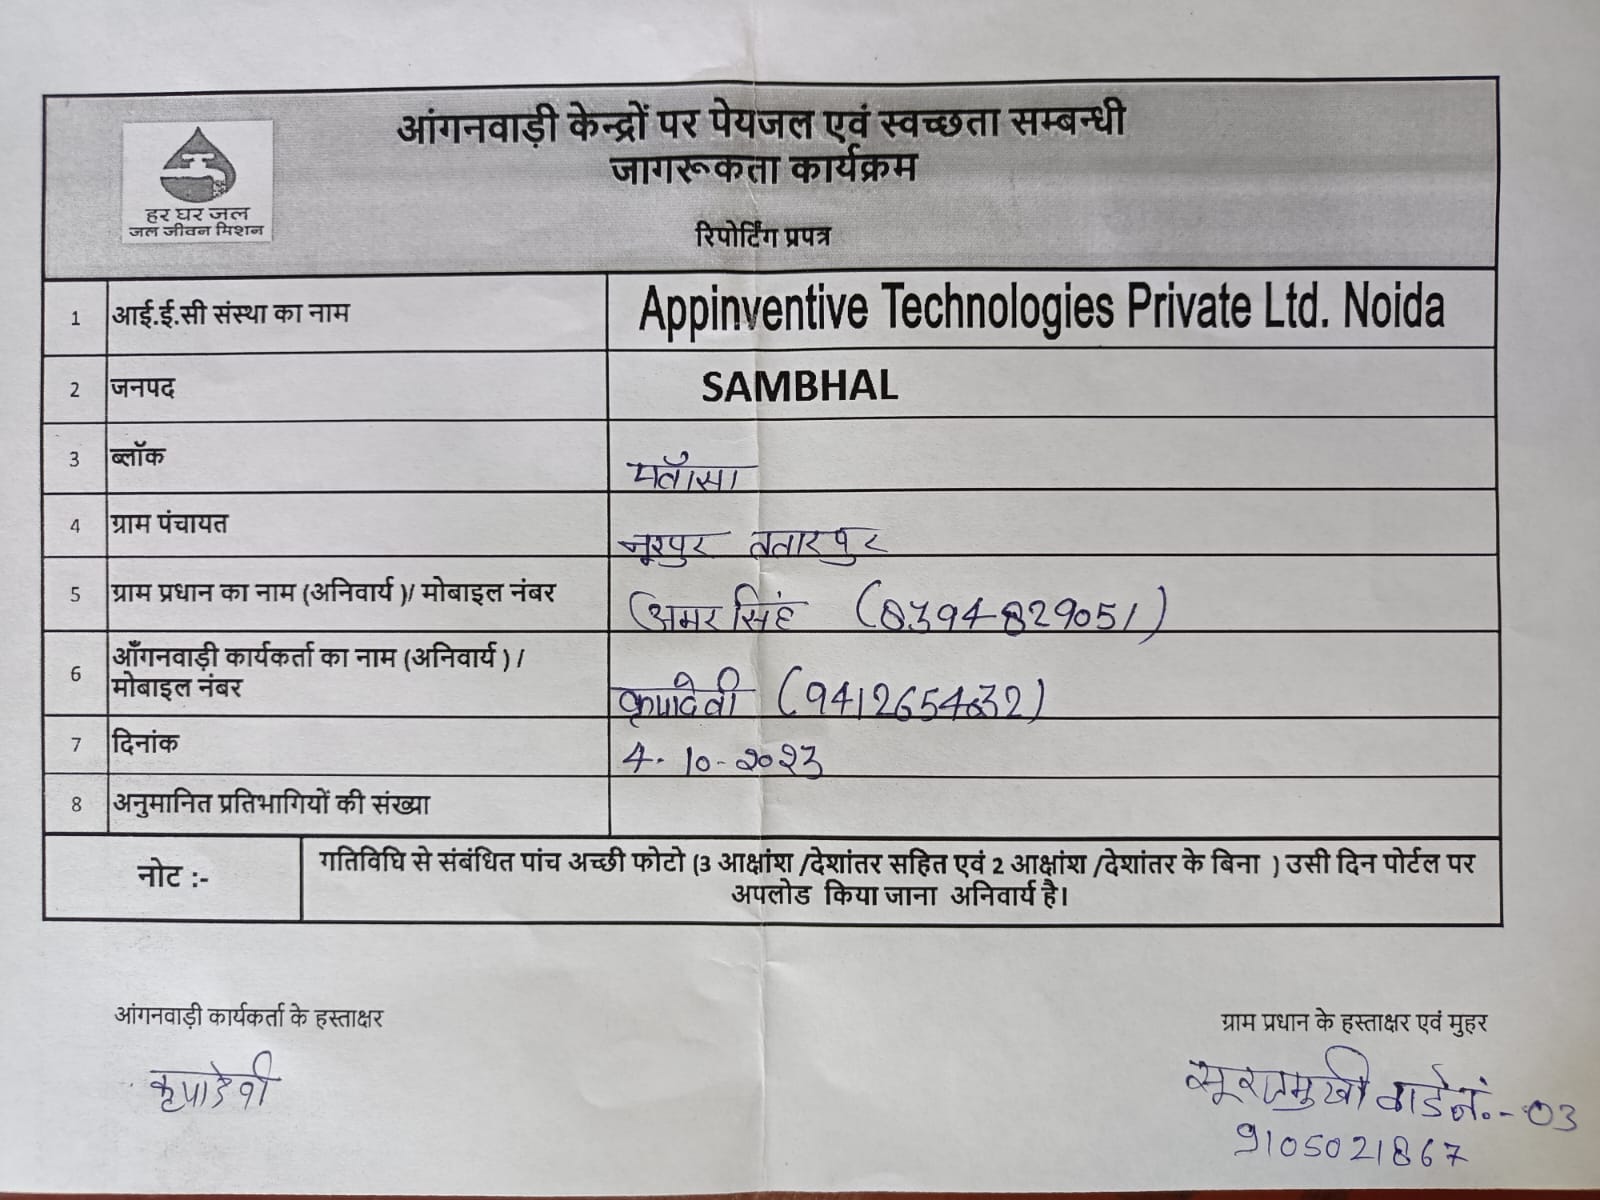 आंगनवाड़ी केन्द्रों पर पेयजल एवं स्वच्छता सम्बन्धी
जागरूकता कार्यक्रम
हर घर जल
जल जीवन मिशन
रिपोर्टिंग प्रपत्र
1 आई.ई.सी संस्था का नाम Appinventive Technologies Private Ltd. Noida
2 जनपद SAMBHAL
3 ब्लॉक
4 ग्राम पंचायत नूरपुर ततारपुर
5 ग्राम प्रधान का नाम (अनिवार्य )/ मोबाइल नंबर अमर सिंह (8394829051)
6 आँगनवाड़ी कार्यकर्ता का नाम (अनिवार्य ) /
मोबाइल नंबर कृपादेवी (9412654632)
7 दिनांक 4. 10-2023
8 अनुमानित प्रतिभागियों की संख्या
नोट :- गतिविधि से संबंधित पांच अच्छी फोटो (3 आक्षांश /देशांतर सहित एवं 2 आक्षांश /देशांतर के बिना ) उसी दिन पोर्टल पर
अपलोड किया जाना अनिवार्य है।
आंगनवाड़ी कार्यकर्ता के हस्ताक्षर
ग्राम प्रधान के हस्ताक्षर एवं मुहर
कृपादेवी
सूरजमुखी वार्ड नं.-03
9105021867